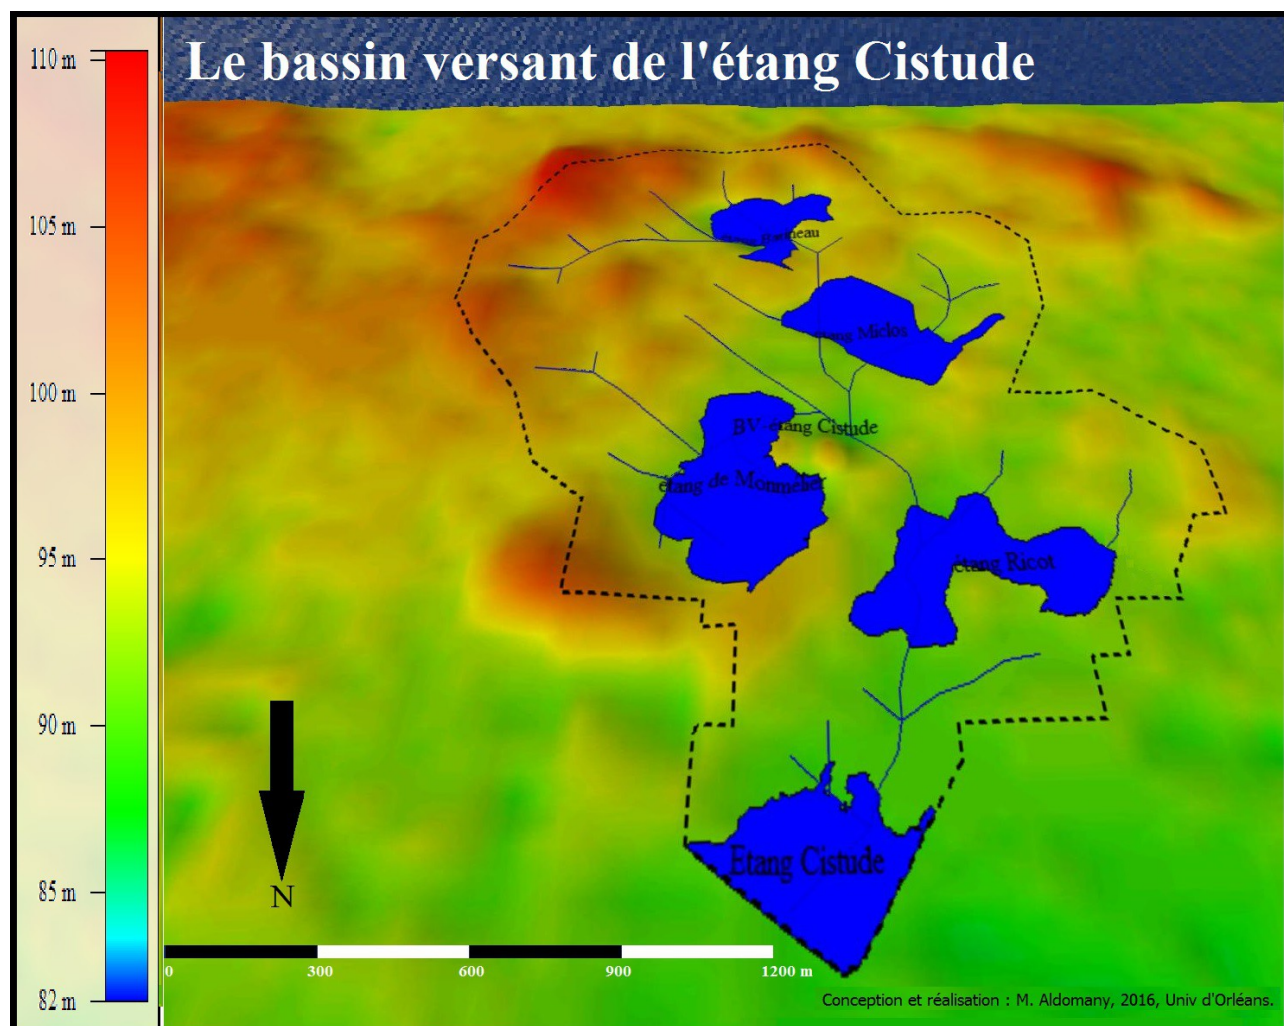 Le bassin versant de l'étang Cistude
110 m
105 m
100 m
95 m
90 m
85 m
82 m
étang Miclos
BV-étang Cistude
étang de Monmelier
étang Ricot
Etang Cistude
N
0 300 600 900 1200 m
Conception et réalisation : M. Aldomany, 2016, Univ d'Orléans.